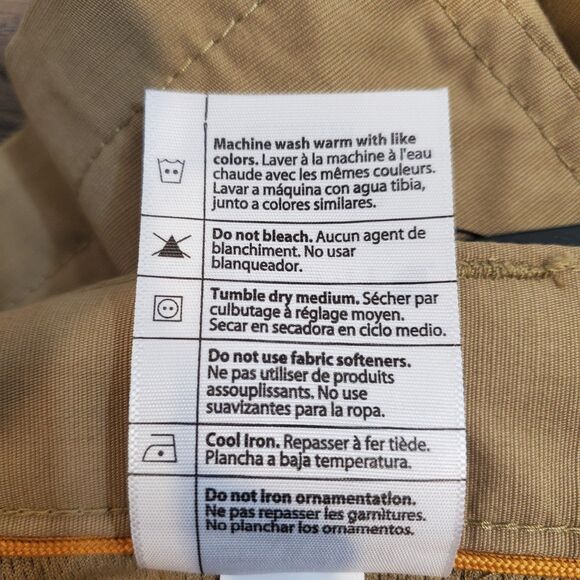 Machine wash warm with like
colors. Laver à la machine à l'eau
chaude avec les mêmes couleurs.
Lavar a máquina con agua tibia,
junto a colores similares.
Do not bleach. Aucun agent de
blanchiment. No usar
blanqueador.
Tumble dry medium. Sécher par
culbutage à réglage moyen.
Secar en secadora en ciclo medio.
Do not use fabric softeners.
Ne pas utiliser de produits
assouplissants. No use
suavizantes para la ropa.
Cool Iron. Repasser à fer tiède.
Plancha a baja temperatura.
Do not iron ornamentation.
Ne pas repasser les garnitures.
No planchar los ornamentos.